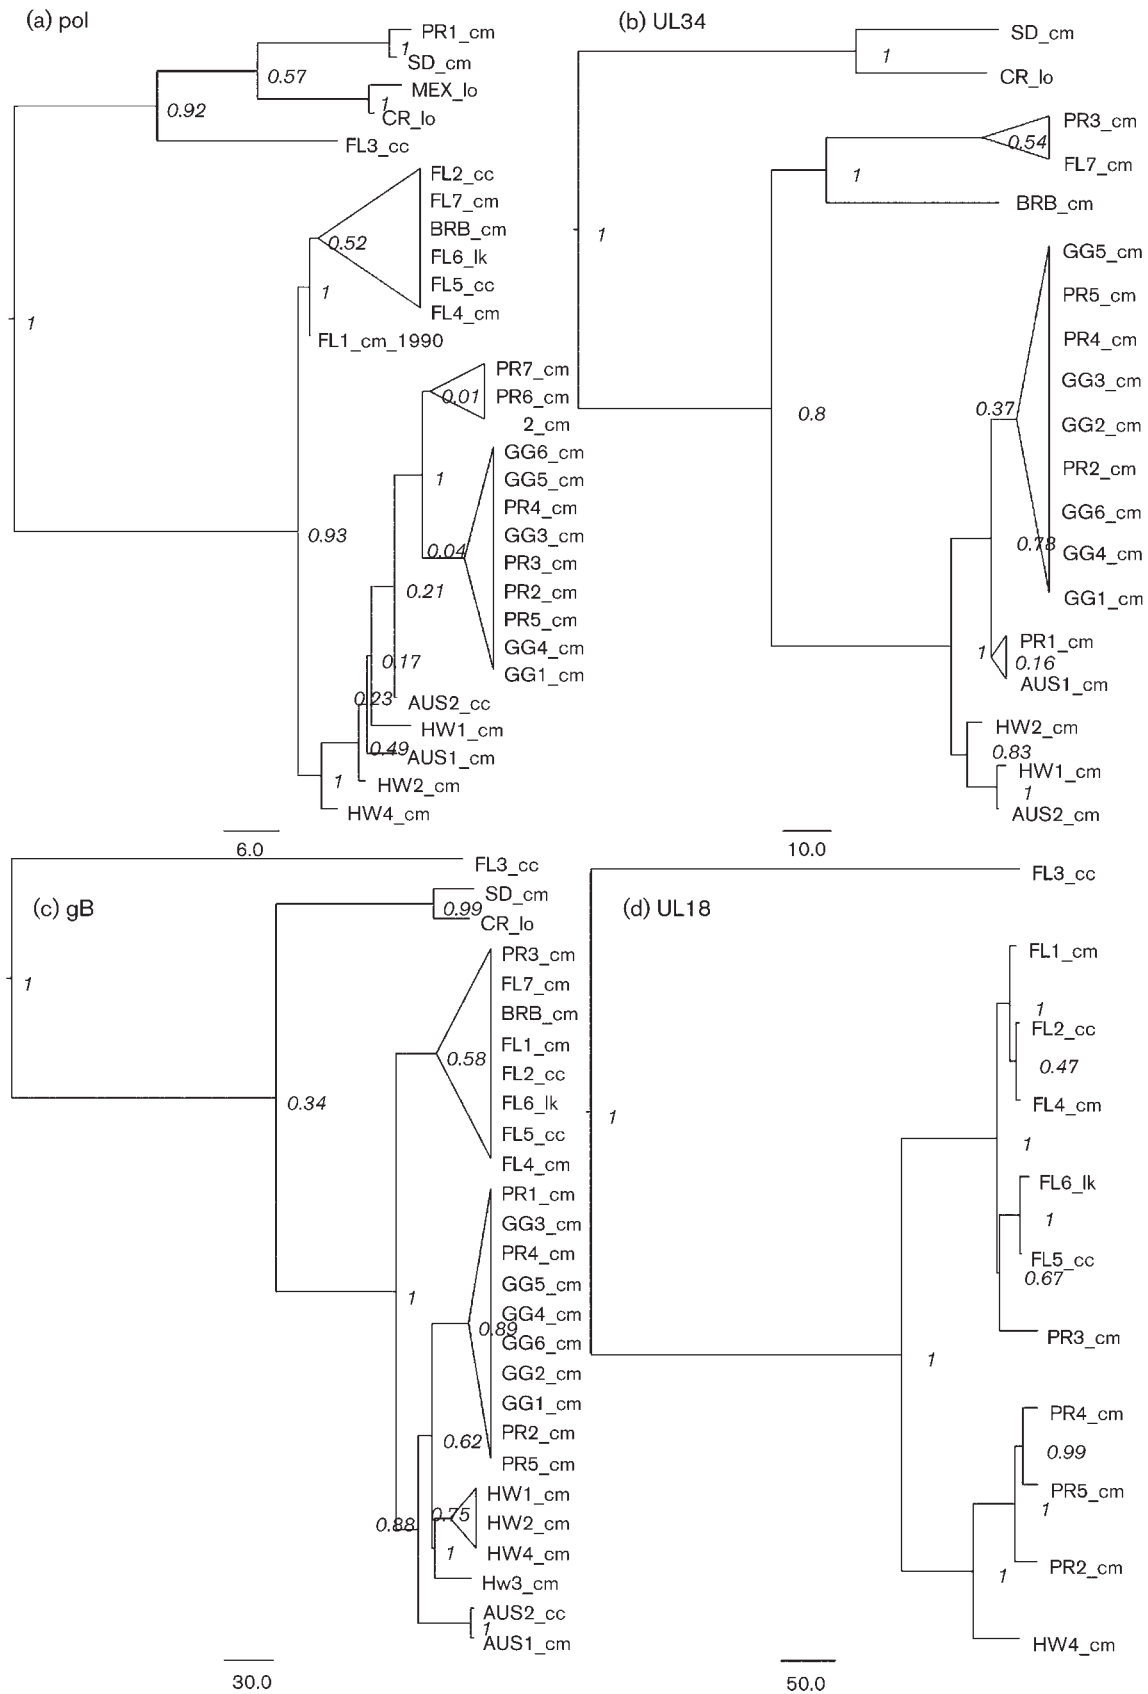 (a) pol
PR1_cm
1
SD_cm
0.57
MEX_lo
1
CR_lo
0.92
FL3_cc
FL2_cc
FL7_cm
BRB_cm
0.52
FL6_lk
FL5_cc
1
FL4_cm
1
FL1_cm_1990
PR7_cm
0.01
PR6_cm
2_cm
GG6_cm
1
GG5_cm
PR4_cm
0.93
GG3_cm
0.04
PR3_cm
0.21
PR2_cm
PR5_cm
GG4_cm
0.17
GG1_cm
0.23
AUS2_cc
HW1_cm
0.49
AUS1_cm
1
HW2_cm
HW4_cm
6.0
(b) UL34
SD_cm
1
CR_lo
PR3_cm
0.54
FL7_cm
1
BRB_cm
1
GG5_cm
PR5_cm
PR4_cm
GG3_cm
0.37
0.8
GG2_cm
PR2_cm
GG6_cm
0.78
GG4_cm
GG1_cm
PR1_cm
1
0.16
AUS1_cm
HW2_cm
0.83
HW1_cm
1
AUS2_cm
10.0
FL3_cc
(c) gB
SD_cm
0.99
CR_lo
PR3_cm
1
FL7_cm
BRB_cm
FL1_cm
0.58
FL2_cc
0.34
FL6_lk
FL5_cc
FL4_cm
PR1_cm
GG3_cm
PR4_cm
GG5_cm
1
GG4_cm
0.89
GG6_cm
GG2_cm
GG1_cm
PR2_cm
0.62
PR5_cm
HW1_cm
0.75
HW2_cm
0.88
HW4_cm
1
Hw3_cm
AUS2_cc
1
AUS1_cm
30.0
FL3_cc
(d) UL18
FL1_cm
1
FL2_cc
0.47
FL4_cm
1
1
FL6_lk
1
FL5_cc
0.67
PR3_cm
1
PR4_cm
0.99
PR5_cm
1
PR2_cm
1
HW4_cm
50.0